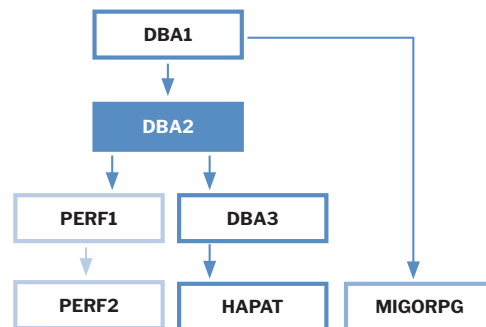 DBA1
DBA2
PERF1
DBA3
PERF2
HAPAT
MIGORPG